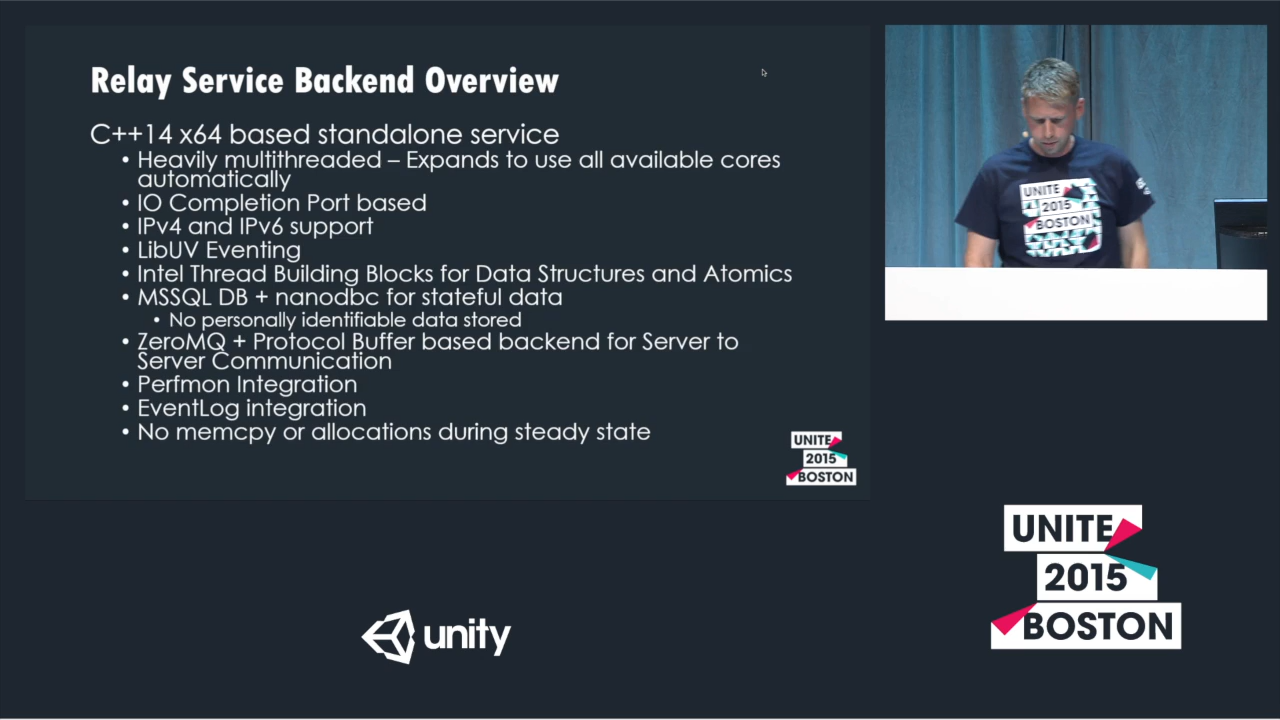 Relay Service Backend Overview
C++14 x64 based standalone service
• Heavily multithreaded – Expands to use all available cores
automatically
• IO Completion Port based
• IPv4 and IPv6 support
• LibUV Eventing
• Intel Thread Building Blocks for Data Structures and Atomics
• MSSQL DB + nanodbc for stateful data
• No personally identifiable data stored
• ZeroMQ + Protocol Buffer based backend for Server to
Server Communication
• Perfmon Integration
• EventLog integration
• No memcpy or allocations during steady state
UNITE
2015
BOSTON
UNITE
2015
BOSTON
UNITE
2015
BOSTON
unity